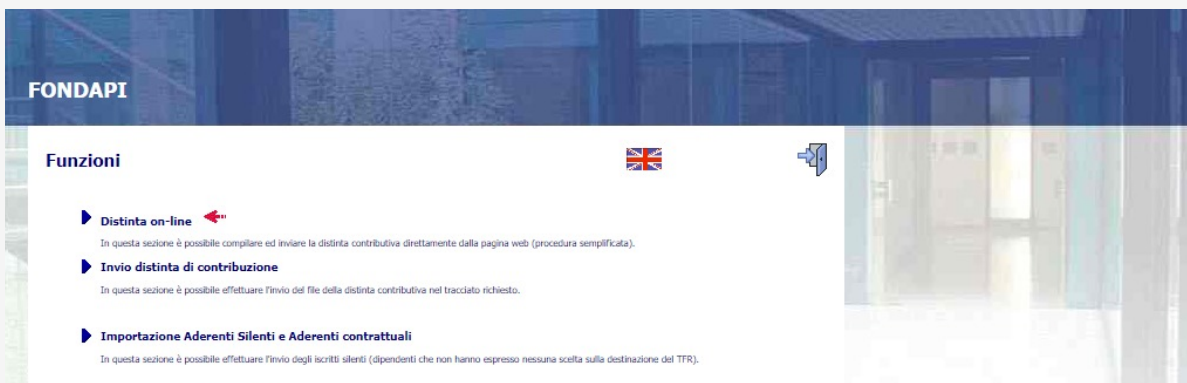 FONDAPI
Funzioni
Distinta on-line
In questa sezione è possibile compilare ed inviare la distinta contributiva direttamente dalla pagina web (procedura semplificata).
Invio distinta di contribuzione
In questa sezione è possibile effettuare l'invio del file della distinta contributiva nel tracciato richiesto.
Importazione Aderenti Silenti e Aderenti contrattuali
In questa sezione è possibile effettuare l'invio degli iscritti silenti (dipendenti che non hanno espresso nessuna scelta sulla destinazione del TFR).